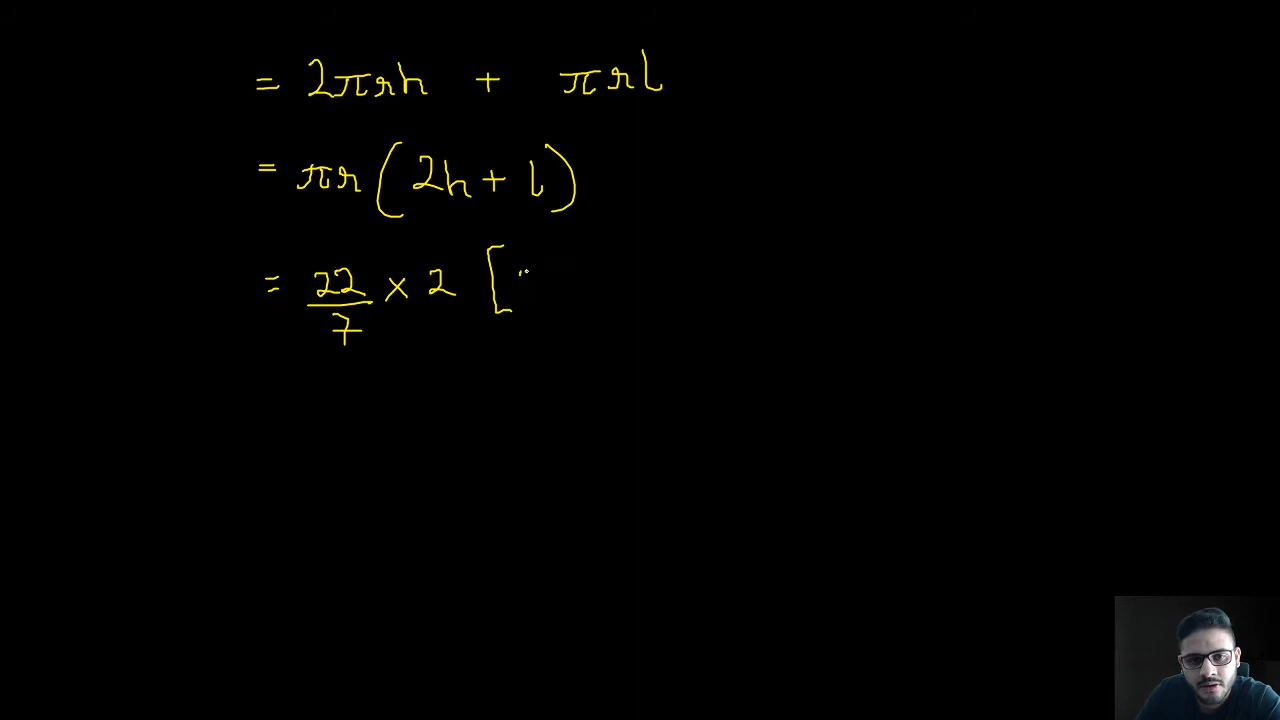 = 2πrh + πrl
= πr(2h + l)
= 22/7 × 2 [